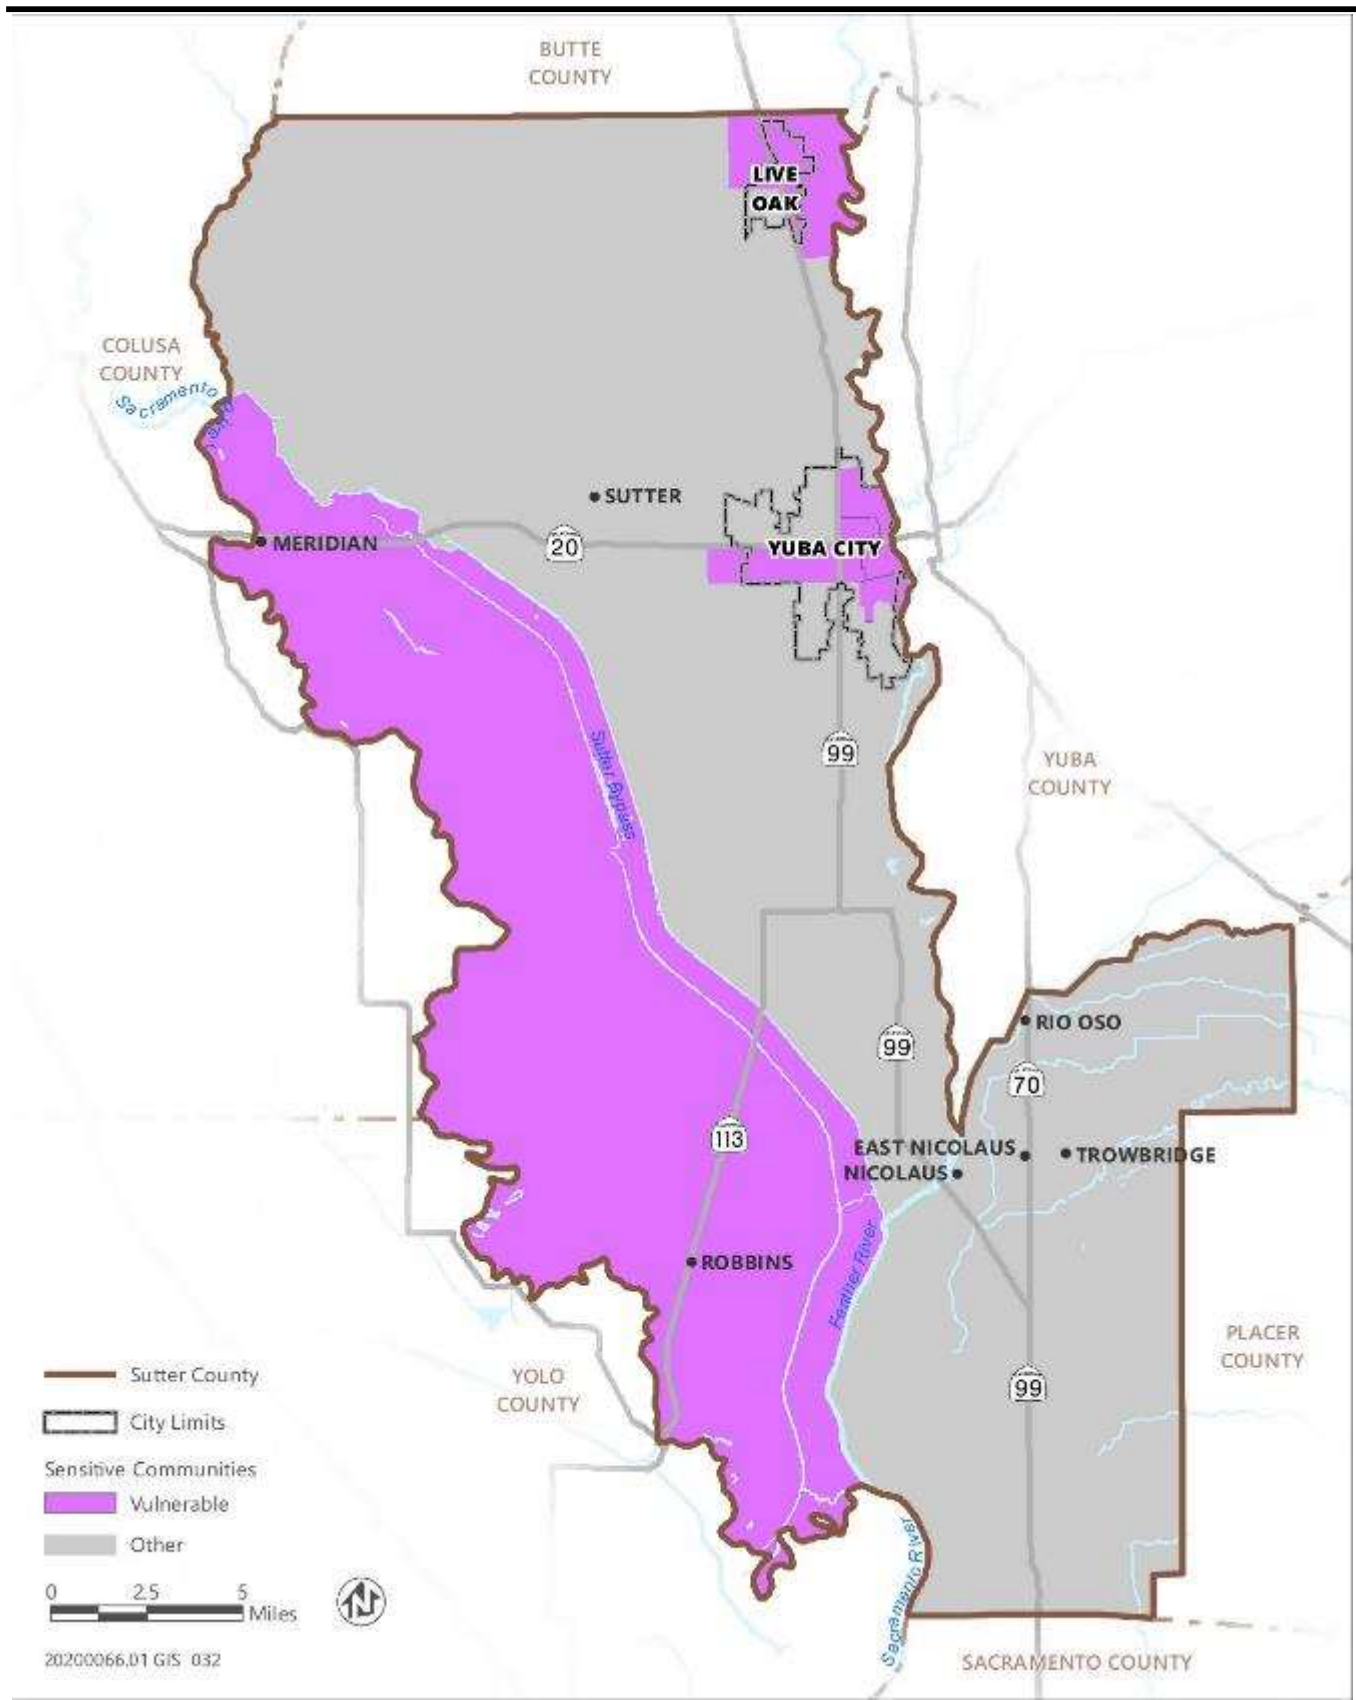 BUTTE
COUNTY
LIVE
OAK
COLUSA
COUNTY
Sacramento
SUTTER
MERIDIAN
20
YUBA CITY
Sutter Bypass
99
YUBA
COUNTY
RIO OSO
99
70
113
EAST NICOLAUS
TROWBRIDGE
NICOLAUS
ROBBINS
Feather River
PLACER
COUNTY
YOLO
COUNTY
99
Sutter County
City Limits
Sensitive Communities
Vulnerable
Other
0 2.5 5
Miles
N
Sacramento River
20200066.01 GIS 032
SACRAMENTO COUNTY